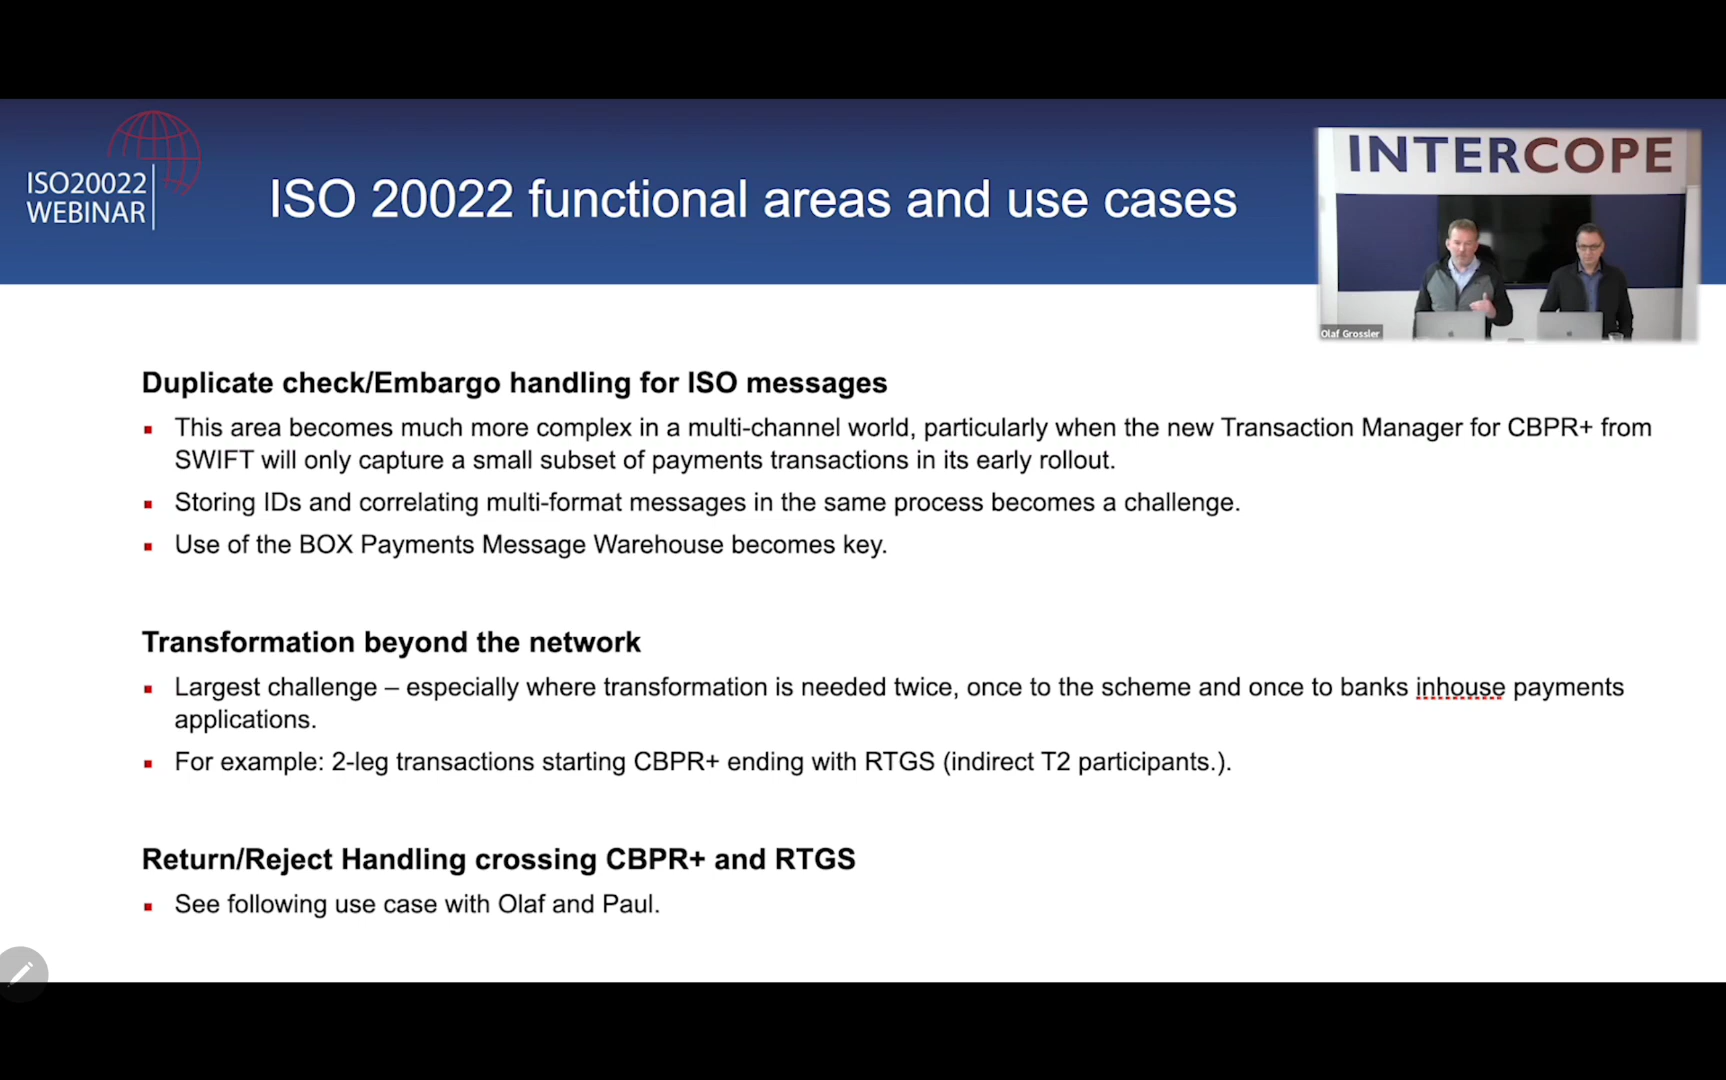 ISO20022
WEBINAR
ISO 20022 functional areas and use cases
INTERCOPE
Olaf Grossler
Duplicate check/Embargo handling for ISO messages
This area becomes much more complex in a multi-channel world, particularly when the new Transaction Manager for CBPR+ from
SWIFT will only capture a small subset of payments transactions in its early rollout.
Storing IDs and correlating multi-format messages in the same process becomes a challenge.
Use of the BOX Payments Message Warehouse becomes key.
Transformation beyond the network
Largest challenge – especially where transformation is needed twice, once to the scheme and once to banks inhouse payments
applications.
For example: 2-leg transactions starting CBPR+ ending with RTGS (indirect T2 participants.).
Return/Reject Handling crossing CBPR+ and RTGS
See following use case with Olaf and Paul.